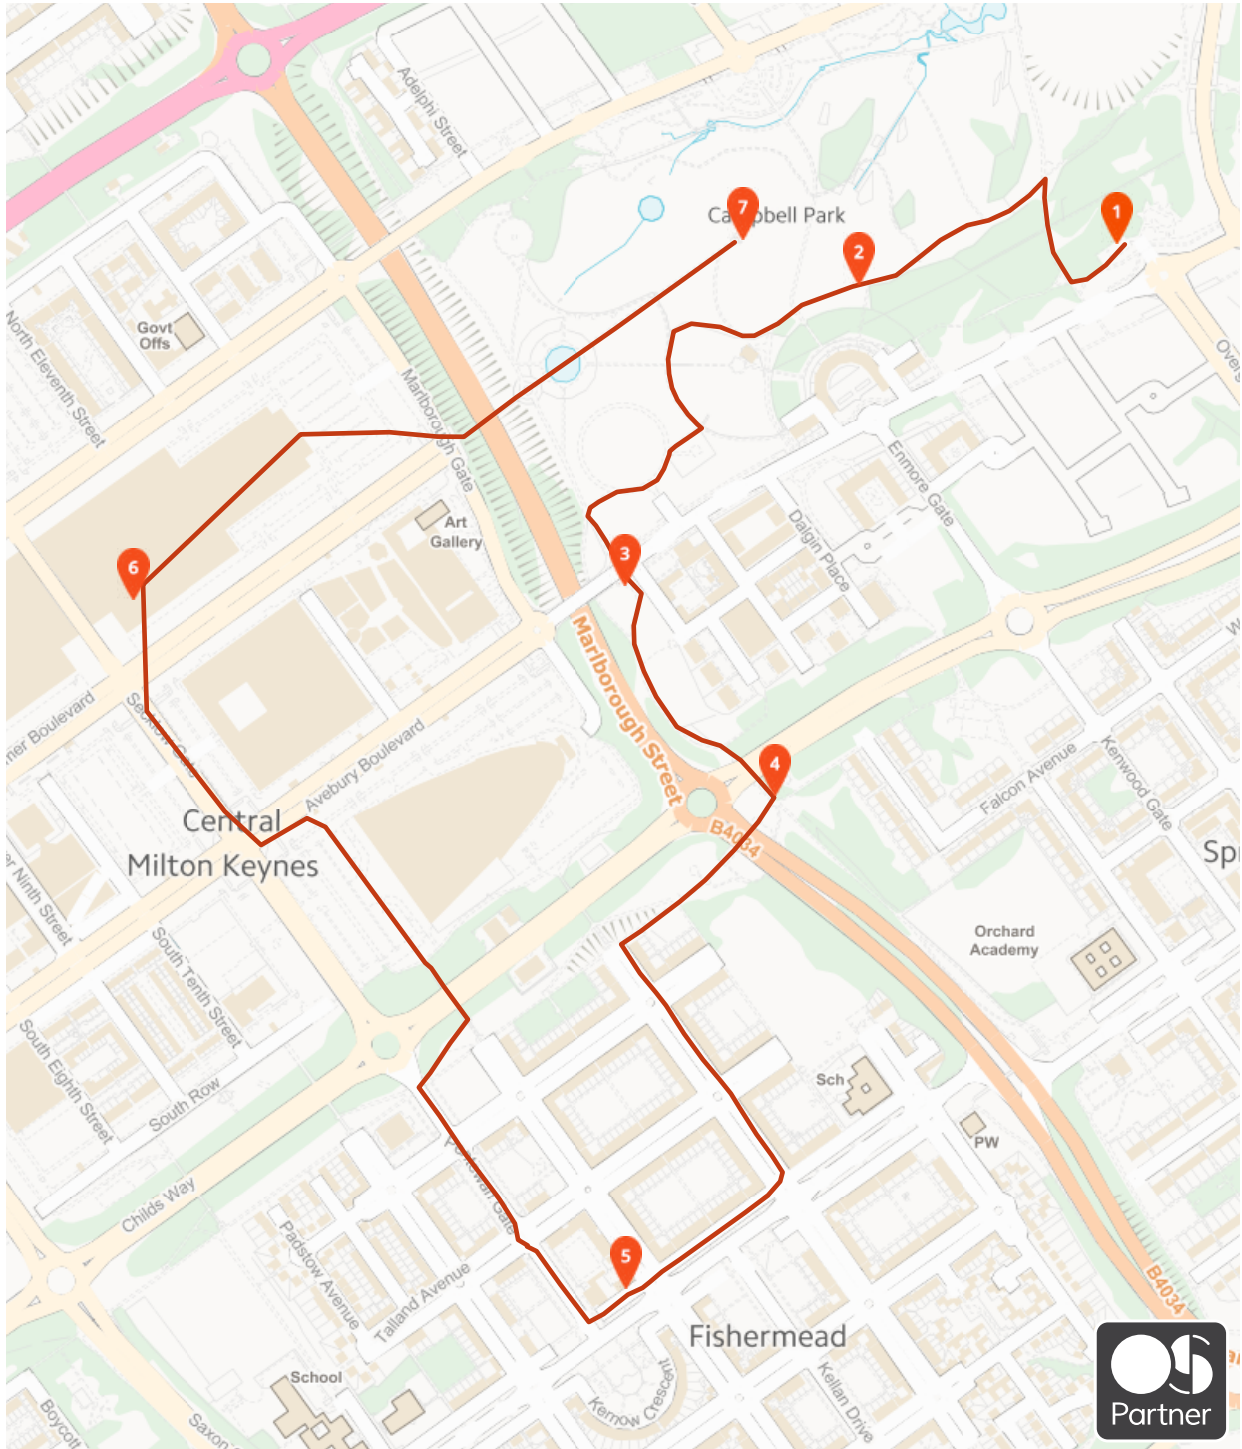 Adelphi Street
7
Campbell Park
1
2
Govt
Offs
North Eleventh Street
Marlborough Gate
Enmore Gate
Art
Gallery
Dalgin Place
3
6
Marlborough Street
Secklow Gate
Avebury Boulevard
Central
Milton Keynes
4
B4034
Falcon Avenue
Kenwood Gate
Orchard
Academy
South Tenth Street
South Eighth Street
South Row
Sch
PW
Childs Way
Padstow Avenue
Talland Avenue
5
Fishermead
B4034
School
Kernow Crescent
Kellan Drive
OS
Partner